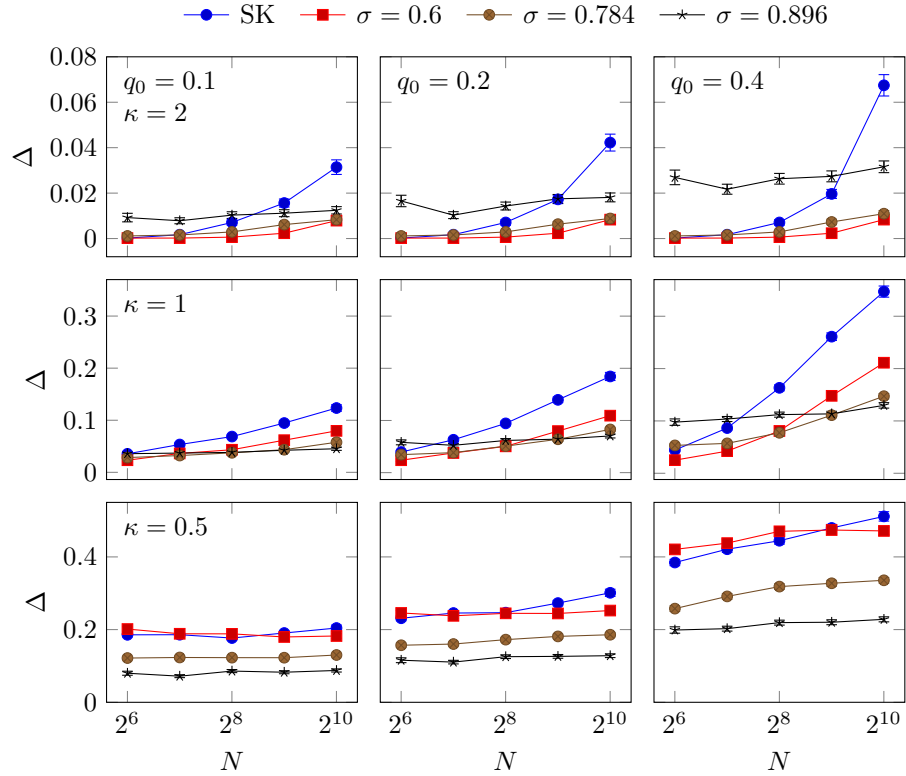 SK σ = 0.6 σ = 0.784 σ = 0.896
q₀ = 0.1 q₀ = 0.2 q₀ = 0.4
κ = 2
0.08
0.06
0.04
0.02
0
Δ
κ = 1
0.3
0.2
0.1
0
Δ
κ = 0.5
0.4
0.2
0
Δ
2⁶ 2⁸ 2¹⁰ 2⁶ 2⁸ 2¹⁰ 2⁶ 2⁸ 2¹⁰
N N N